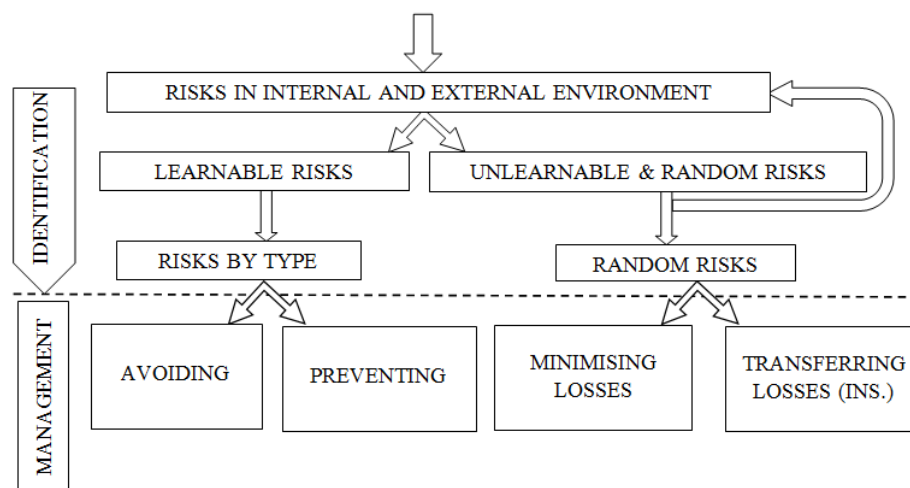 RISKS IN INTERNAL AND EXTERNAL ENVIRONMENT
IDENTIFICATION
LEARNABLE RISKS
UNLEARNABLE & RANDOM RISKS
RISKS BY TYPE
RANDOM RISKS
MANAGEMENT
AVOIDING
PREVENTING
MINIMISING
LOSSES
TRANSFERRING
LOSSES (INS.)